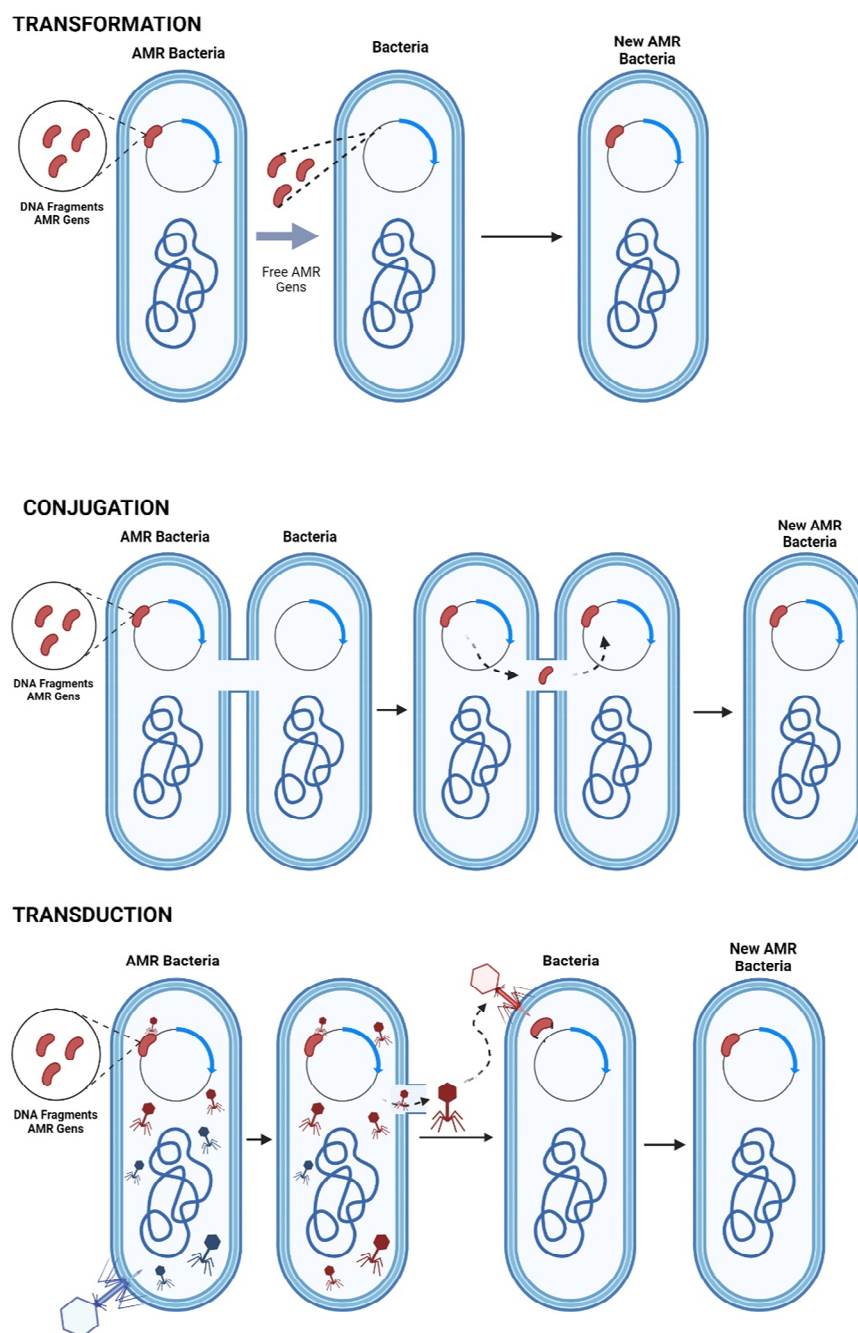 TRANSFORMATION
AMR Bacteria
Bacteria
New AMR
Bacteria
DNA Fragments
AMR Gens
Free AMR
Gens
CONJUGATION
AMR Bacteria
Bacteria
New AMR
Bacteria
DNA Fragments
AMR Gens
TRANSDUCTION
AMR Bacteria
Bacteria
New AMR
Bacteria
DNA Fragments
AMR Gens